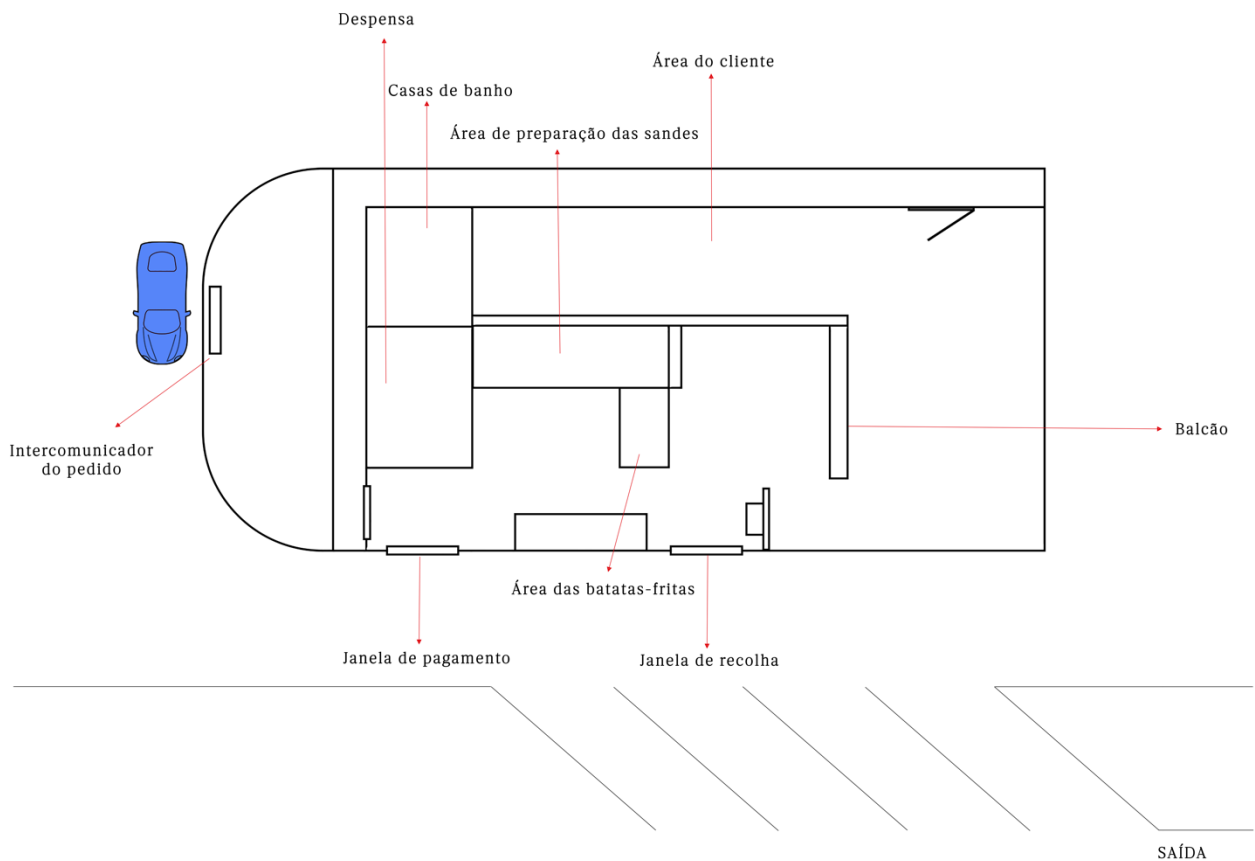 Despensa
Área do cliente
Casas de banho
Área de preparação das sandes
Intercomunicador
do pedido
Balcão
Área das batatas-fritas
Janela de pagamento
Janela de recolha
SAÍDA